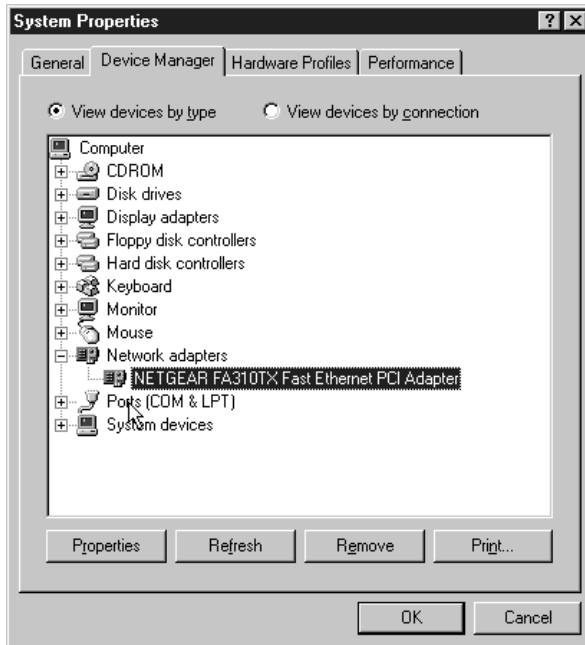 System Properties
General Device Manager Hardware Profiles Performance
View devices by type View devices by connection
Computer
CDROM
Disk drives
Display adapters
Floppy disk controllers
Hard disk controllers
Keyboard
Monitor
Mouse
Network adapters
NETGEAR FA310TX Fast Ethernet PCI Adapter
Ports (COM & LPT)
System devices
Properties Refresh Remove Print...
OK Cancel